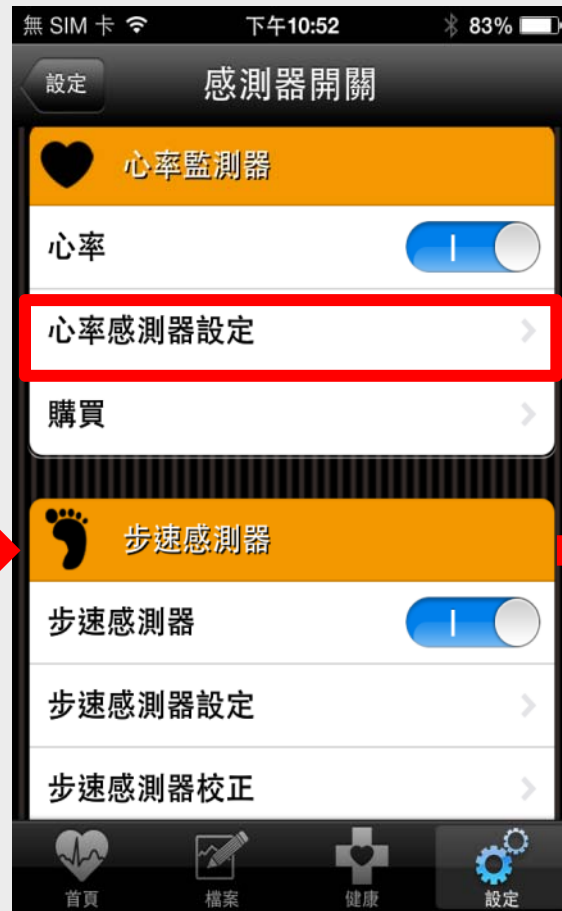 無 SIM 卡 下午10:52 83%
設定 感測器開關
心率監測器
心率
心率感測器設定
購買
步速感測器
步速感測器
步速感測器設定
步速感測器校正
首頁 檔案 健康 設定